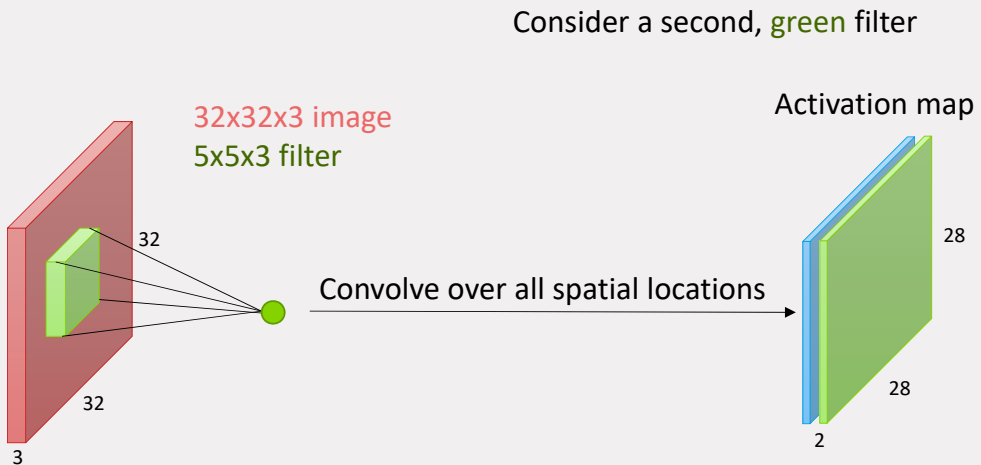 Consider a second, green filter
32x32x3 image
5x5x3 filter
Activation map
32
28
Convolve over all spatial locations
32
28
3
2